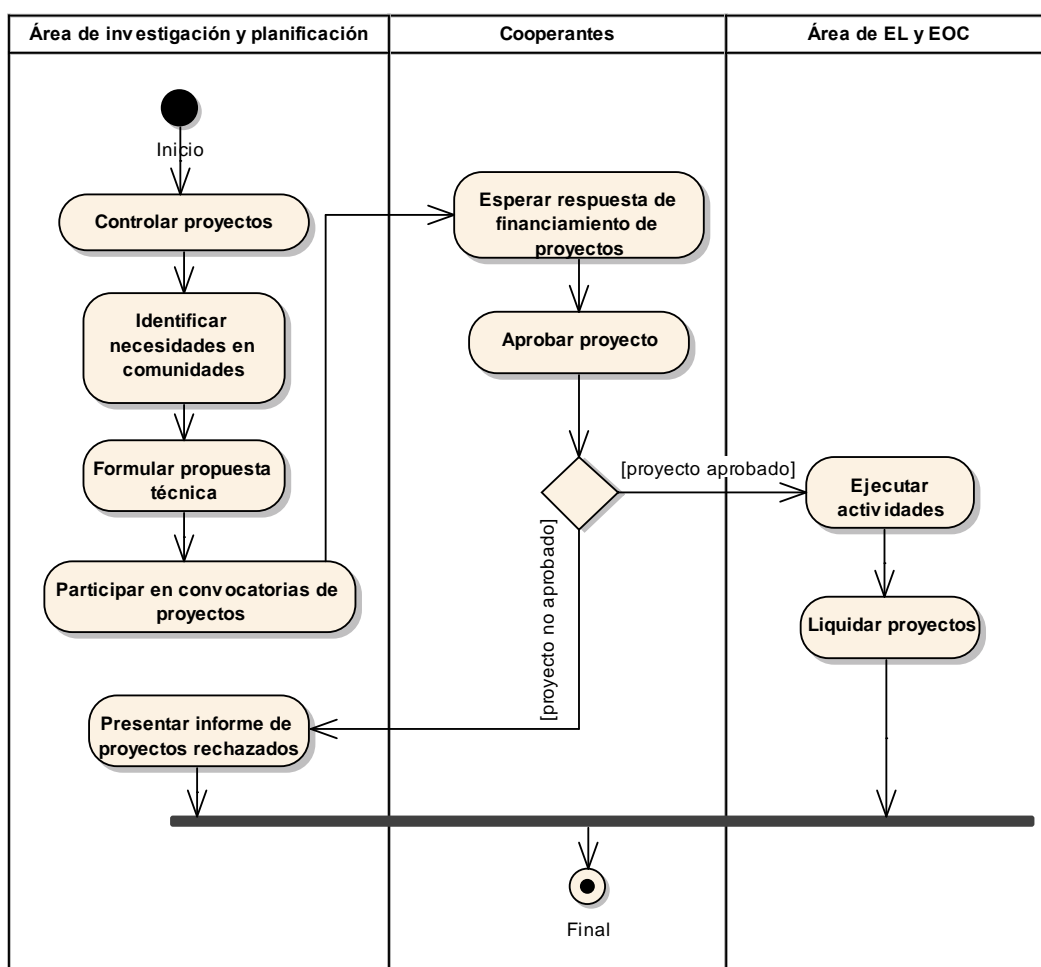 Área de investigación y planificación
Cooperantes
Área de EL y EOC
Inicio
Controlar proyectos
Identificar
necesidades en
comunidades
Formular propuesta
técnica
Participar en convocatorias de
proyectos
Esperar respuesta de
financiamiento de
proyectos
Aprobar proyecto
[proyecto aprobado]
[proyecto no aprobado]
Ejecutar
actividades
Liquidar proyectos
Presentar informe de
proyectos rechazados
Final